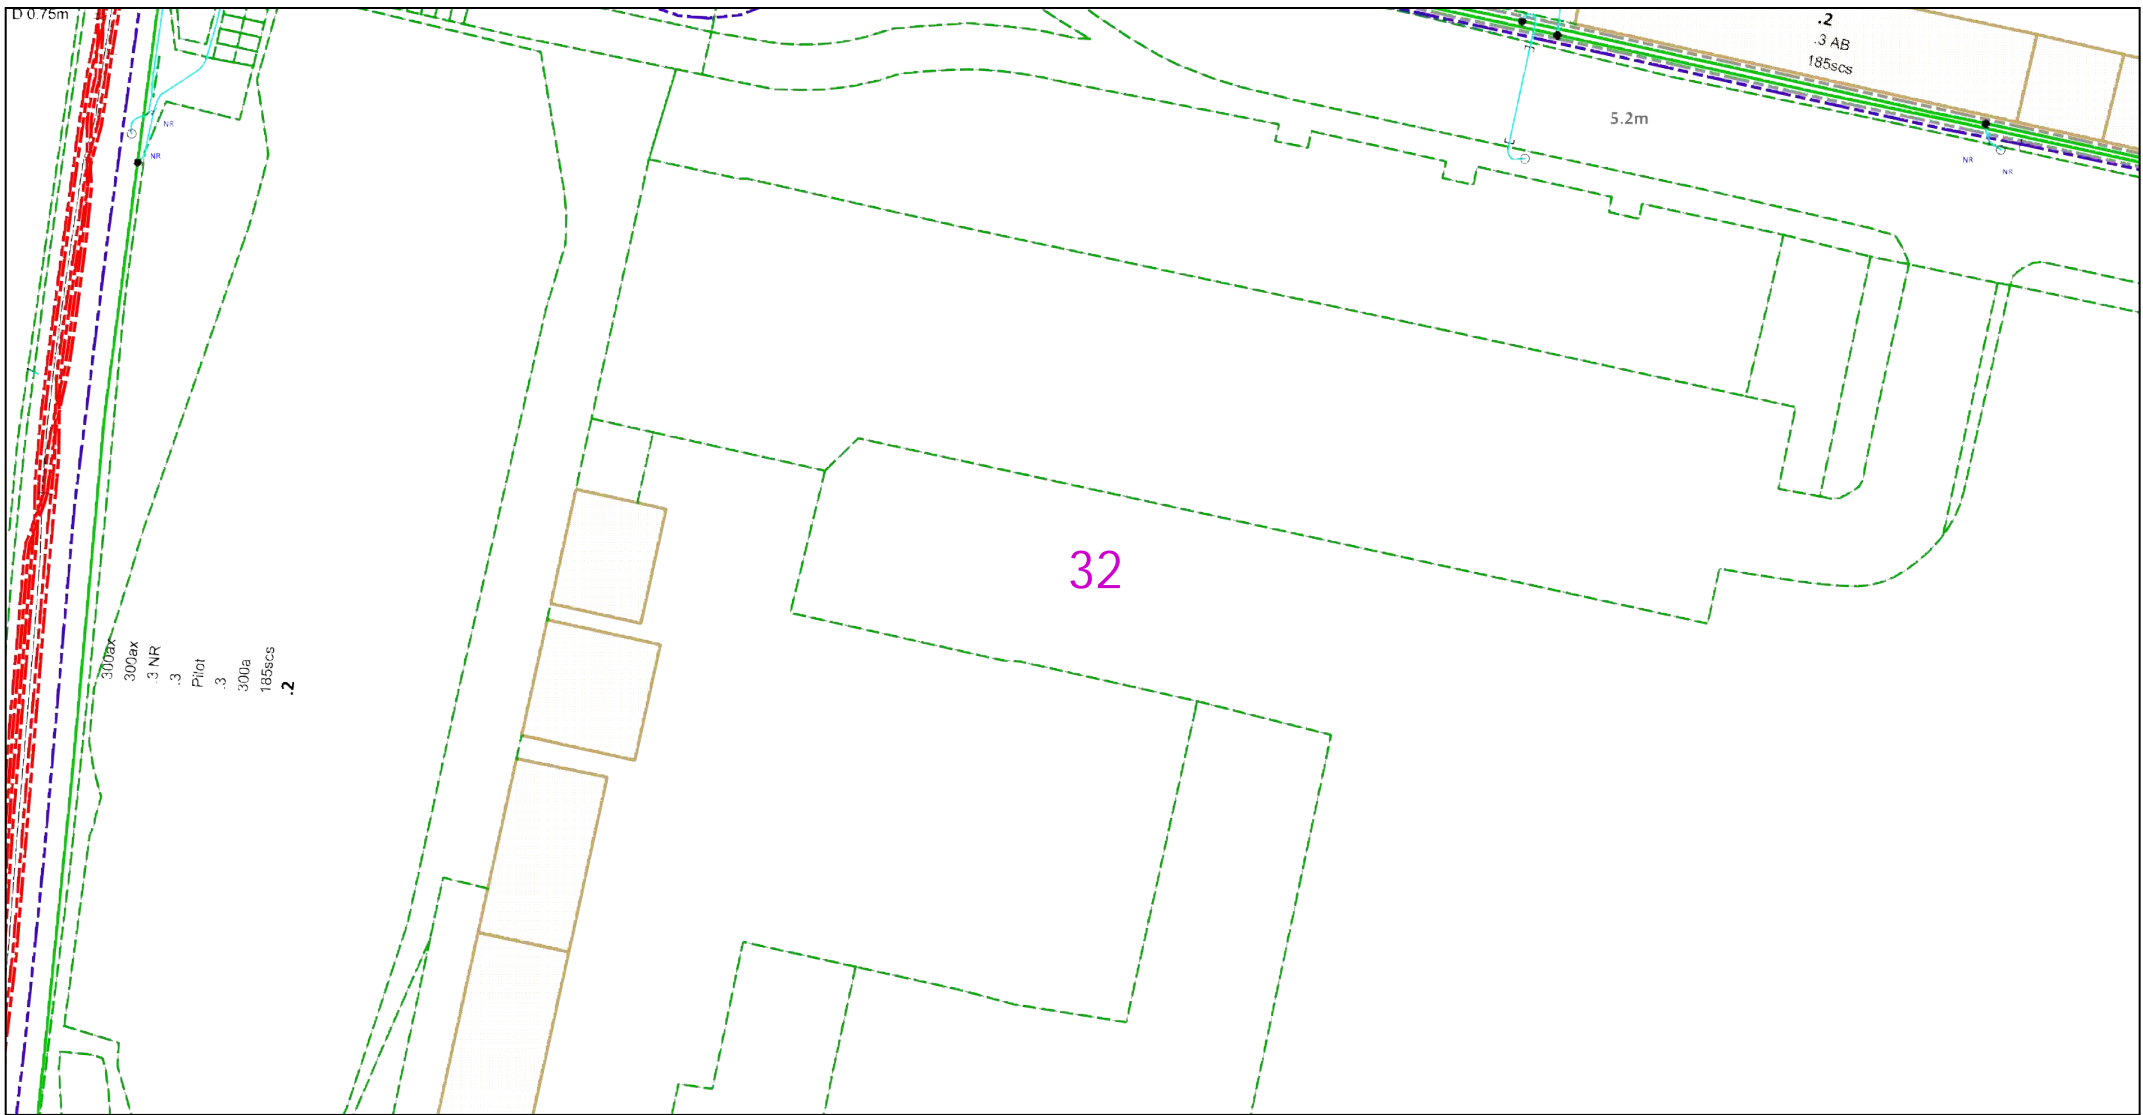 D 0.75m
.2
.3 AB
185scs
5.2m
NR
NR
NR
NR
32
300ax
300ax
.3 NR
.3
Pilot
.3
300a
185scs
.2